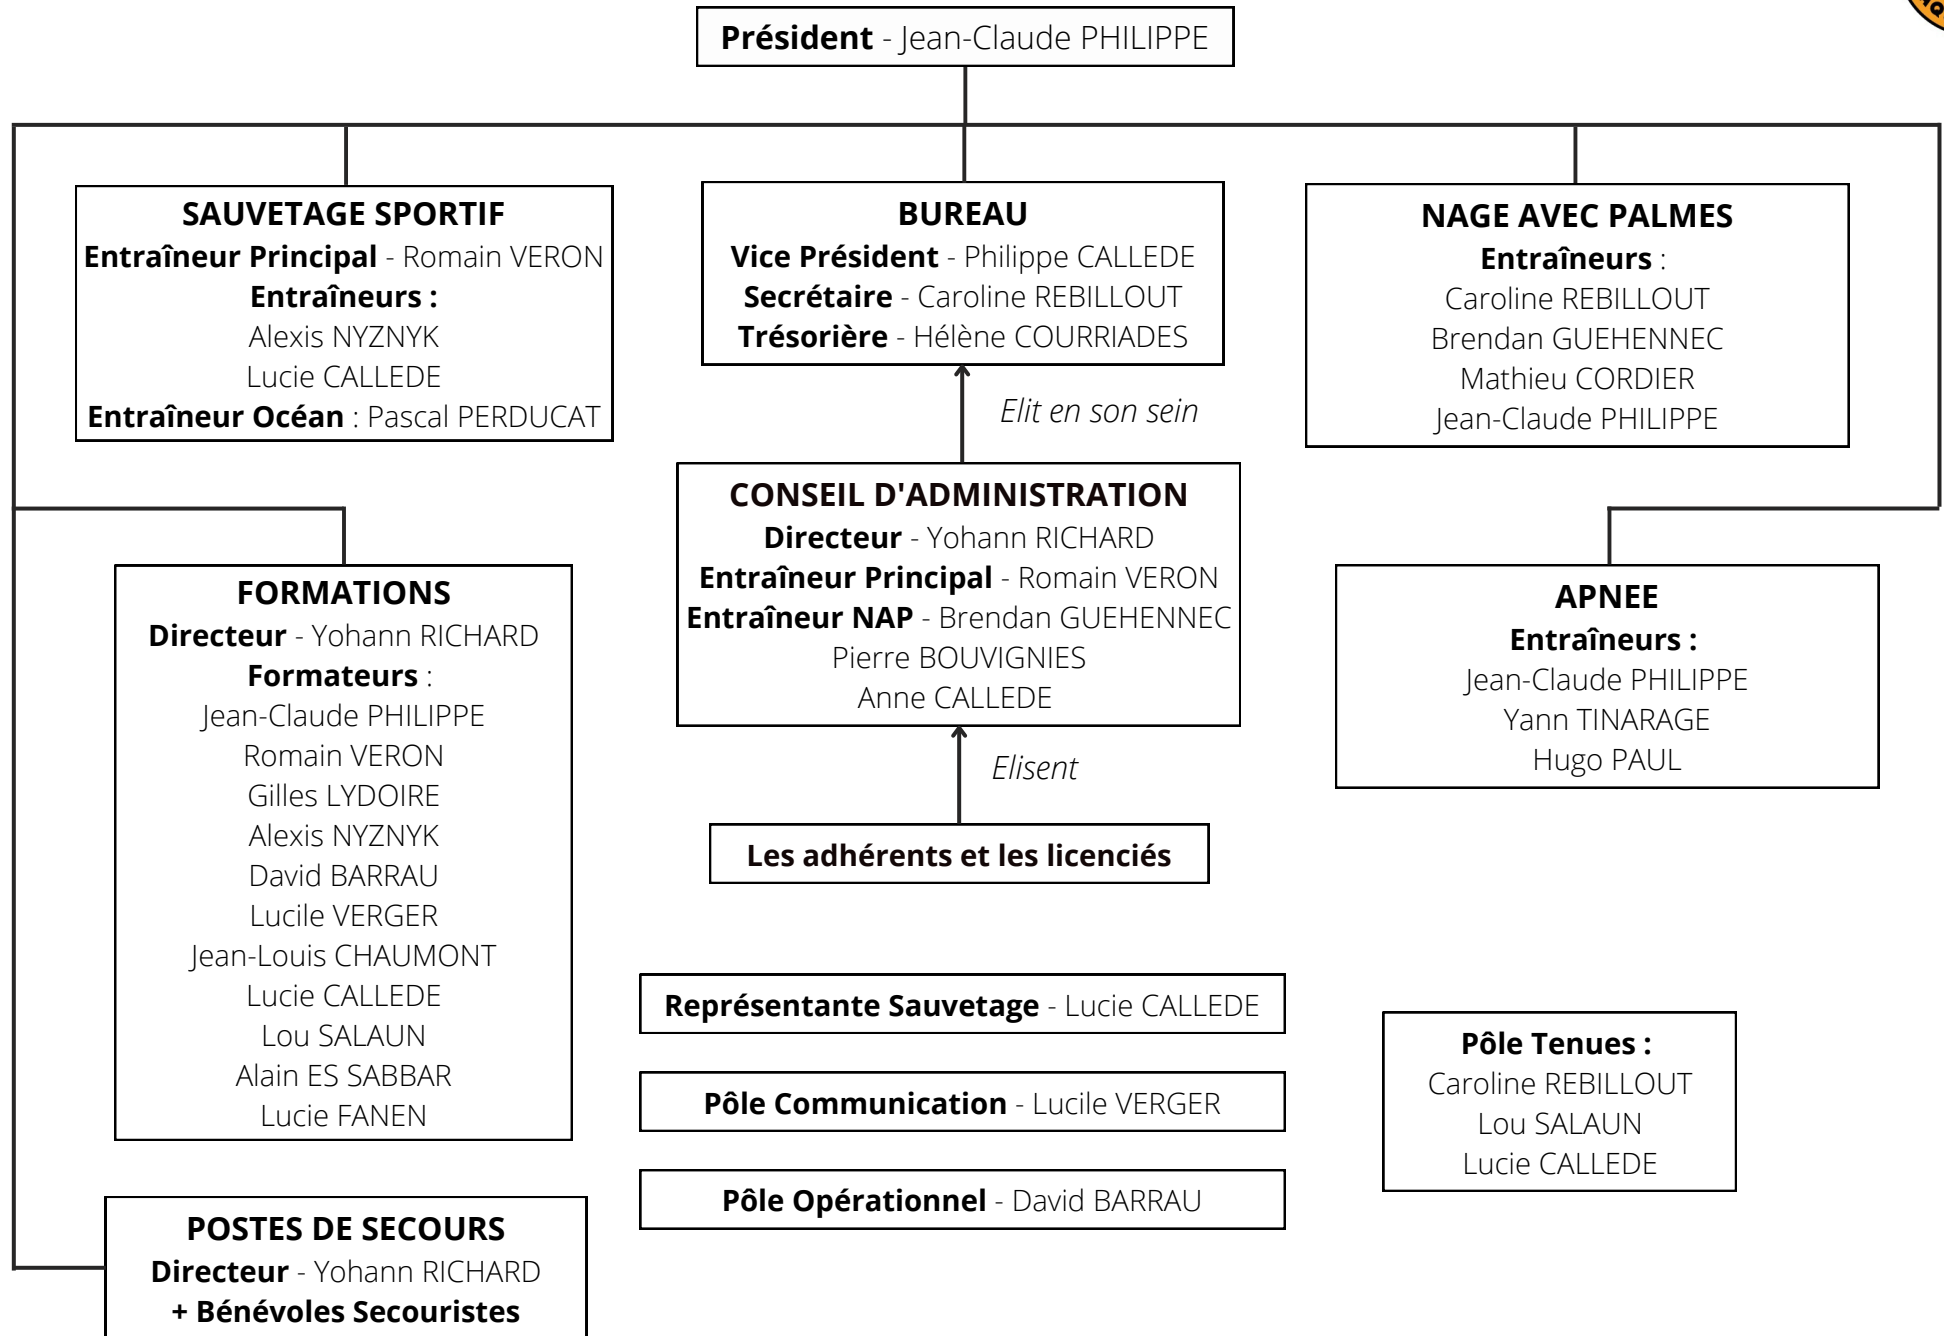 Président - Jean-Claude PHILIPPE
SAUVETAGE SPORTIF
Entraîneur Principal - Romain VERON
Entraîneurs :
Alexis NYZNYK
Lucie CALLEDE
Entraîneur Océan : Pascal PERDUCAT
BUREAU
Vice Président - Philippe CALLEDE
Secrétaire - Caroline REBILLOUT
Trésorière - Hélène COURRIADES
NAGE AVEC PALMES
Entraîneurs :
Caroline REBILLOUT
Brendan GUEHENNEC
Mathieu CORDIER
Jean-Claude PHILIPPE
Elit en son sein
CONSEIL D'ADMINISTRATION
Directeur - Yohann RICHARD
Entraîneur Principal - Romain VERON
Entraîneur NAP - Brendan GUEHENNEC
Pierre BOUVIGNIES
Anne CALLEDE
Elisent
Les adhérents et les licenciés
FORMATIONS
Directeur - Yohann RICHARD
Formateurs :
Jean-Claude PHILIPPE
Romain VERON
Gilles LYDOIRE
Alexis NYZNYK
David BARRAU
Lucile VERGER
Jean-Louis CHAUMONT
Lucie CALLEDE
Lou SALAUN
Alain ES SABBAR
Lucie FANEN
APNEE
Entraîneurs :
Jean-Claude PHILIPPE
Yann TINARAGE
Hugo PAUL
Représentante Sauvetage - Lucie CALLEDE
Pôle Communication - Lucile VERGER
Pôle Opérationnel - David BARRAU
Pôle Tenues :
Caroline REBILLOUT
Lou SALAUN
Lucie CALLEDE
POSTES DE SECOURS
Directeur - Yohann RICHARD
+ Bénévoles Secouristes